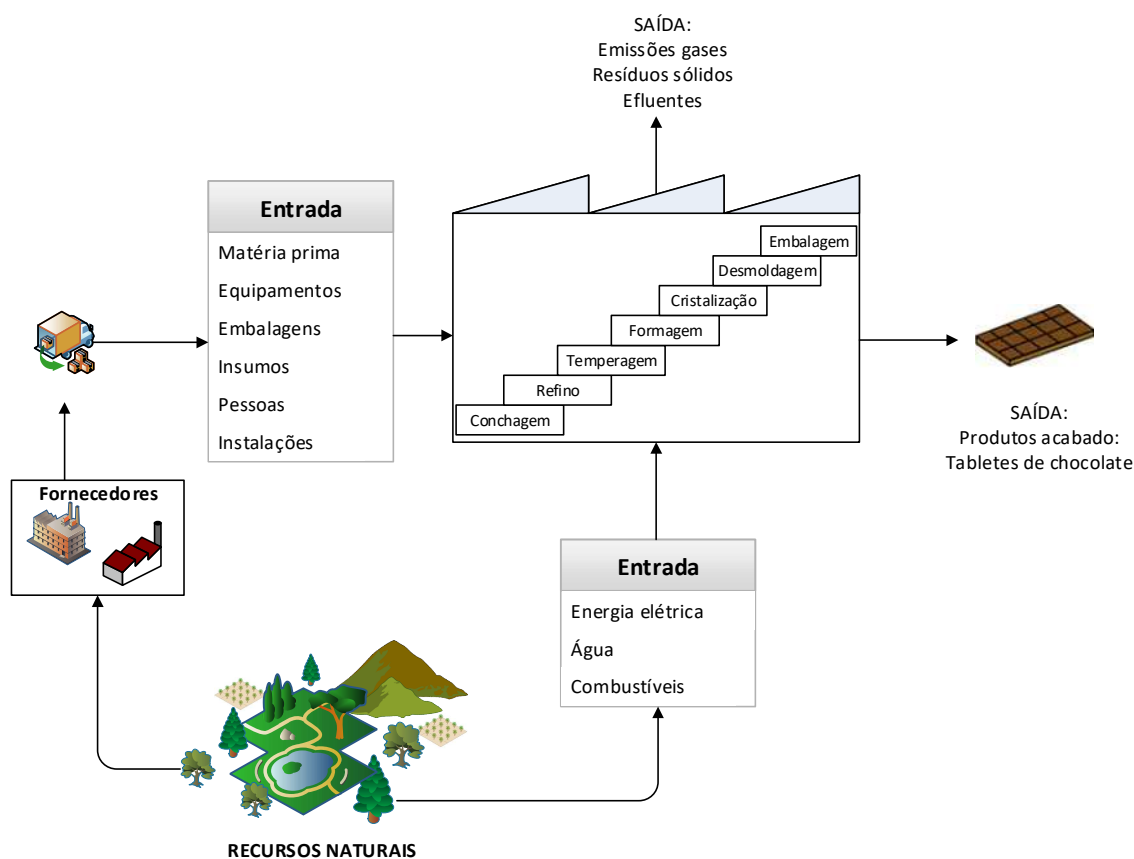 SAÍDA:
Emissões gases
Resíduos sólidos
Efluentes
Entrada
Matéria prima
Equipamentos
Embalagens
Insumos
Pessoas
Instalações
Embalagem
Desmoldagem
Cristalização
Formagem
Temperagem
Refino
Conchagem
SAÍDA:
Produtos acabado:
Tabletes de chocolate
Fornecedores
Entrada
Energia elétrica
Água
Combustíveis
RECURSOS NATURAIS